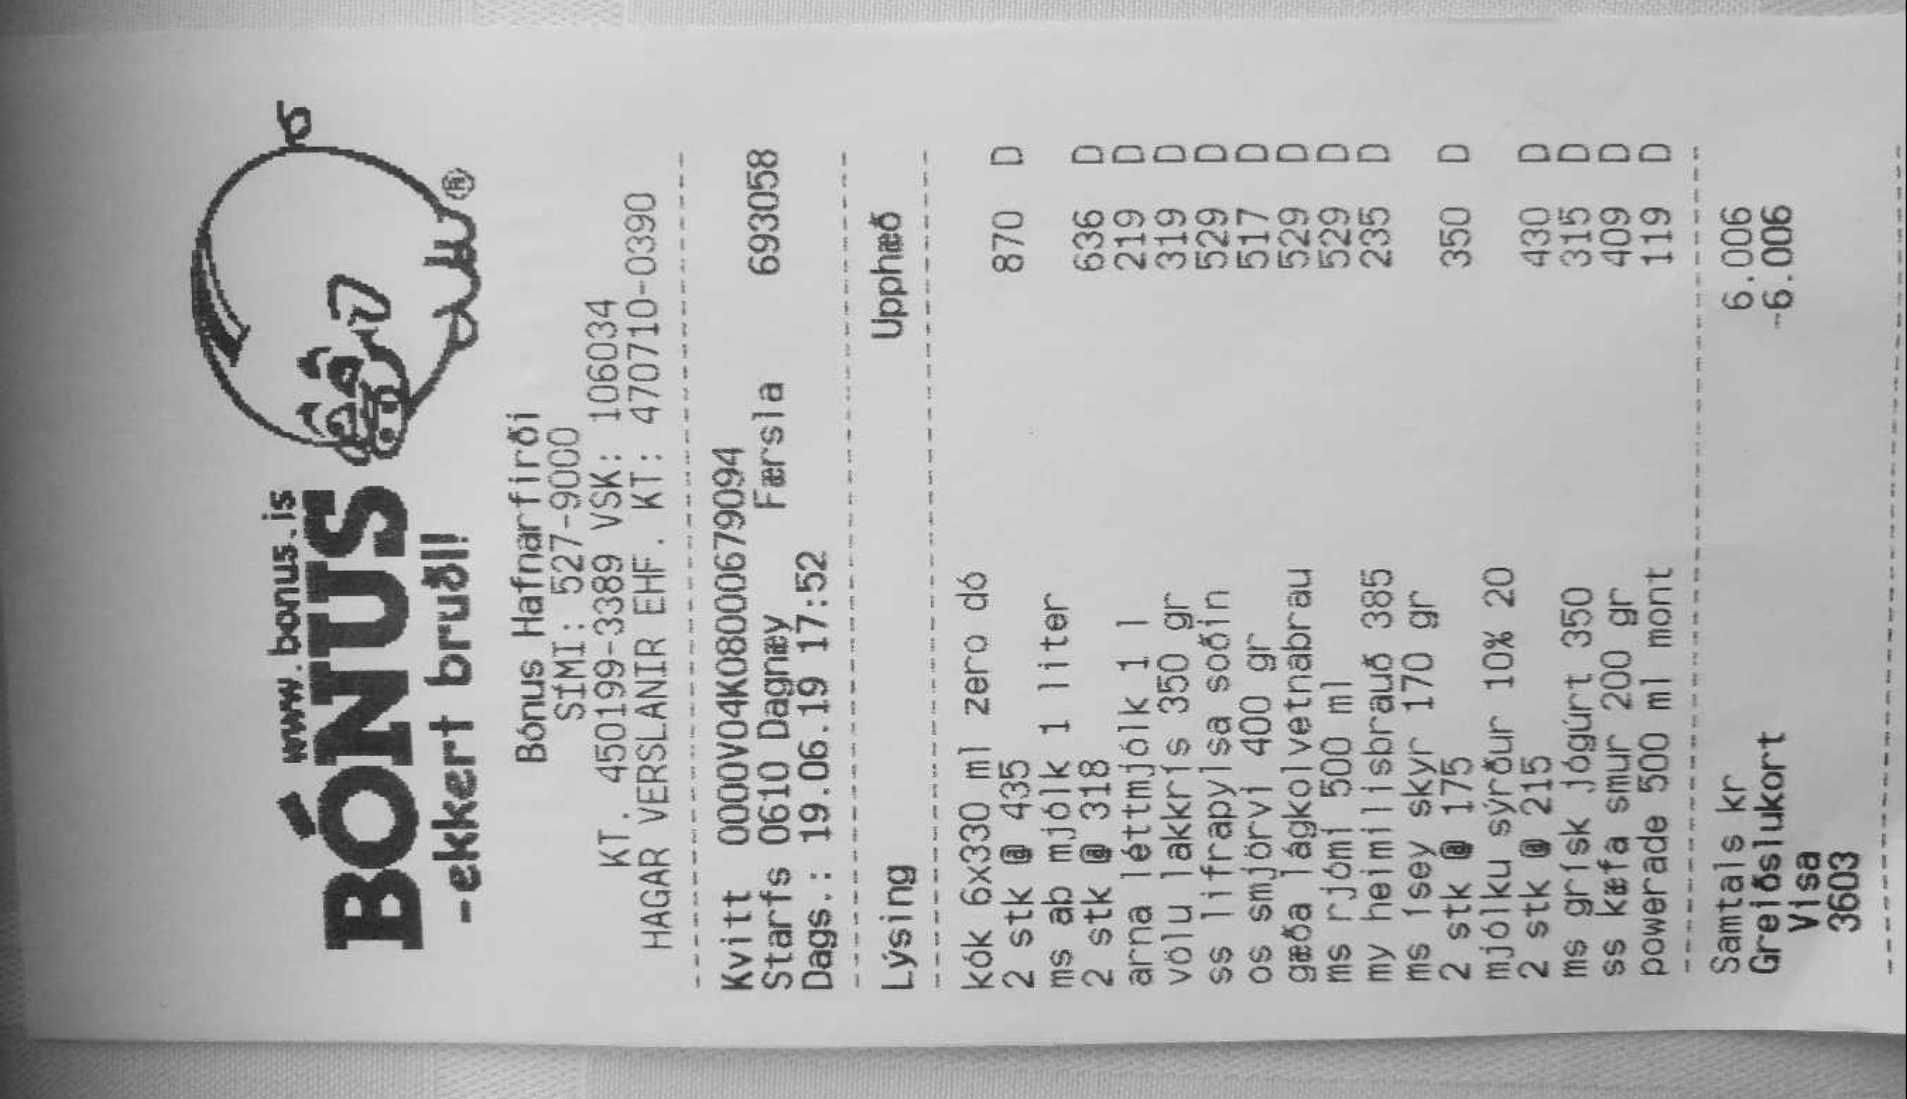 www.bonus.is
BÓNUS ®
-ekkert bruðl!
Bónus Hafnarfirði
SÍMI: 527-9000
KT. 450199-3389 VSK: 106034
HAGAR VERSLANIR EHF. KT: 470710-0390
Kvitt 0000V04K08000679094
Starfs 0610 Dagnæy Færsla 693058
Dags.: 19.06.19 17:52
Lýsing Upphæð
kók 6x330 ml zero dó
2 stk @ 435 870 D
ms ab mjólk 1 liter
2 stk @ 318 636 D
arna léttmjólk 1 l 219 D
völu lakkrís 350 gr 319 D
ss lifrapylsa soðin 529 D
os smjörvi 400 gr 517 D
gæða lágkolvetnabrau 529 D
ms rjómi 500 ml 529 D
my heimilisbrauð 385 235 D
ms ísey skyr 170 gr
2 stk @ 175 350 D
mjólku sýrður 10% 20
2 stk @ 215 430 D
ms grísk jógúrt 350 315 D
ss kæfa smur 200 gr 409 D
powerade 500 ml mont 119 D
Samtals kr 6.006
Greiðslukort -6.006
Visa
3603